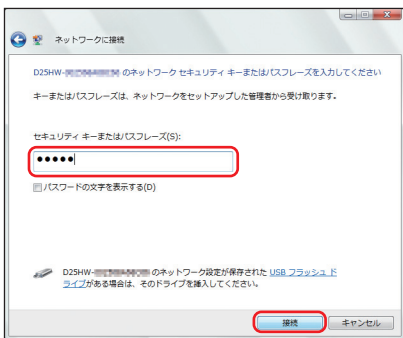 ネットワークに接続
D25HW- のネットワーク セキュリティ キーまたはパスフレーズを入力してください
キーまたはパスフレーズは、ネットワークをセットアップした管理者から受け取ります。
セキュリティ キーまたはパスフレーズ(S):
●●●●●
パスワードの文字を表示する(D)
D25HW- のネットワーク設定が保存された USB フラッシュ ド
ライブがある場合は、そのドライブを挿入してください。
接続
キャンセル